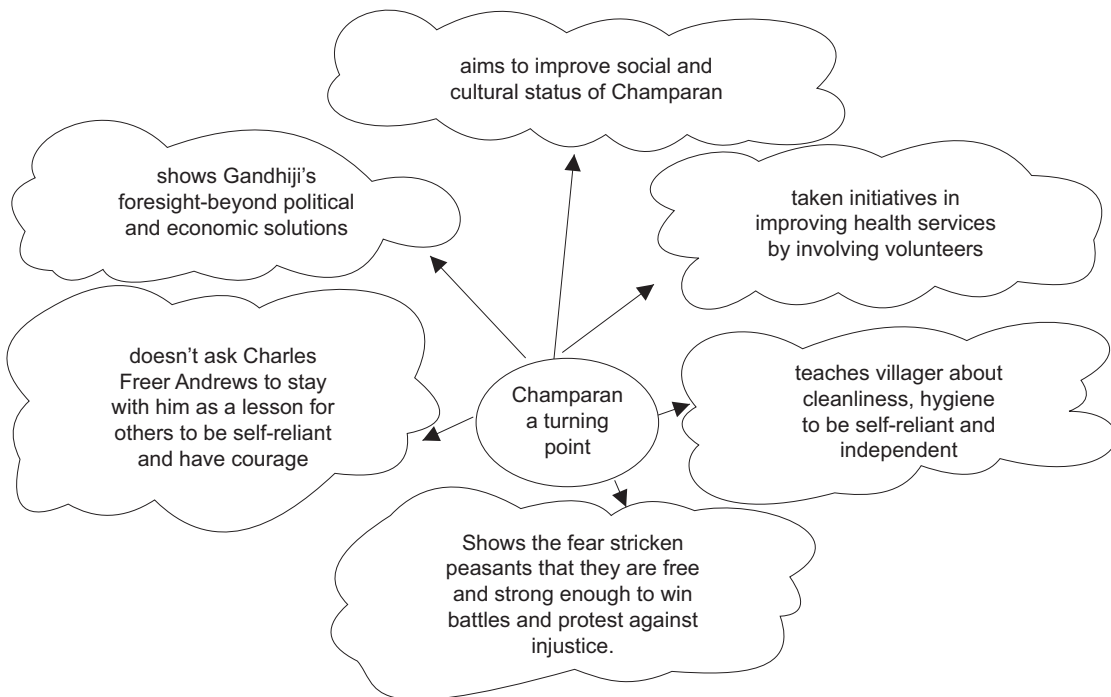 aims to improve social and
cultural status of Champaran
shows Gandhiji's
foresight-beyond political
and economic solutions
taken initiatives in
improving health services
by involving volunteers
doesn't ask Charles
Freer Andrews to stay
with him as a lesson for
others to be self-reliant
and have courage
Champaran
a turning
point
teaches villager about
cleanliness, hygiene
to be self-reliant and
independent
Shows the fear stricken
peasants that they are free
and strong enough to win
battles and protest against
injustice.